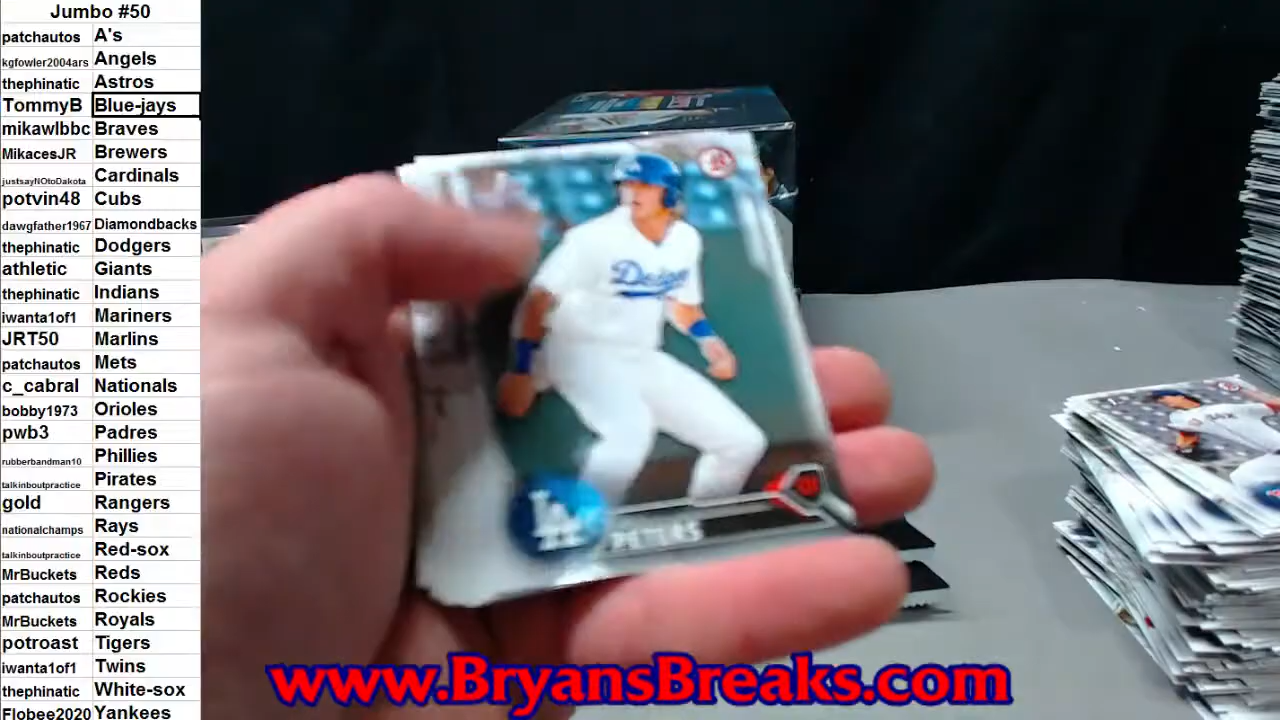 Jumbo #50
patchautos A's
kgfowler2004ars Angels
thephinatic Astros
TommyB Blue-jays
mikawlbbc Braves
MikacesJR Brewers
justsayNOtoDakota Cardinals
potvin48 Cubs
dawgfather1967 Diamondbacks
thephinatic Dodgers
athletic Giants
thephinatic Indians
iwanta1of1 Mariners
JRT50 Marlins
patchautos Mets
c_cabral Nationals
bobby1973 Orioles
pwb3 Padres
rubberbandman10 Phillies
talkinboutpractice Pirates
gold Rangers
nationalchamps Rays
talkinboutpractice Red-sox
MrBuckets Reds
patchautos Rockies
MrBuckets Royals
potroast Tigers
iwanta1of1 Twins
thephinatic White-sox
Flobee2020 Yankees
LA
PETERS
www.BryansBreaks.com